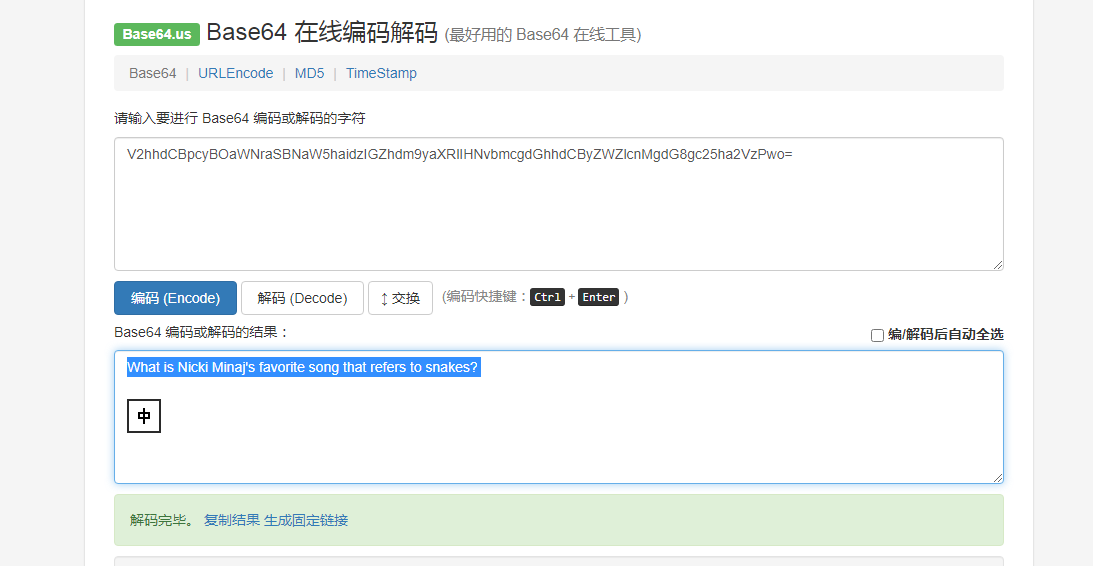 Base64.us Base64 在线编码解码 (最好用的 Base64 在线工具)
Base64 | URLEncode | MD5 | TimeStamp
请输入要进行 Base64 编码或解码的字符
V2hhdCBpcyBOaWNraSBNaW5haidzIGZhdm9yaXRlIHNvbmcgdGhhdCByZWZlcnMgdG8gc25ha2VzPwo=
编码 (Encode) 解码 (Decode) ↕ 交换 (编码快捷键：Ctrl + Enter )
Base64 编码或解码的结果：
编/解码后自动全选
What is Nicki Minaj's favorite song that refers to snakes?
中
解码完毕。 复制结果 生成固定链接